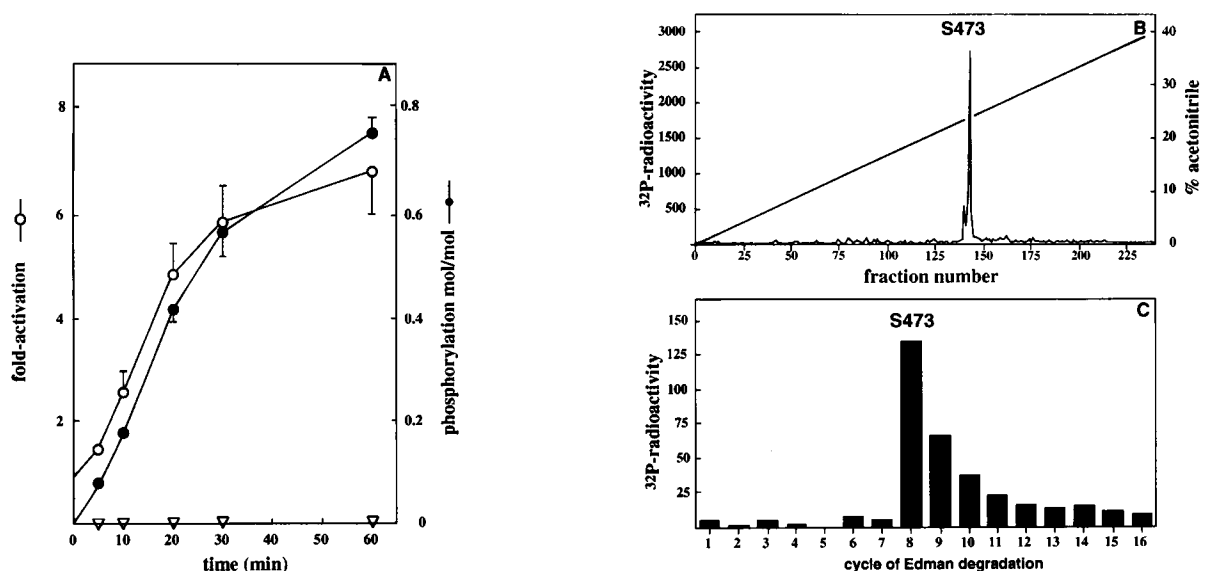 A
8
6
4
2
fold-activation
0.8
0.6
0.4
0.2
0
phosphorylation mol/mol
0 10 20 30 40 50 60
time (min)
B
S473
3000
2500
2000
1500
1000
500
0
32P-radioactivity
40
30
20
10
0
% acetonitrile
0 25 50 75 100 125 150 175 200 225
fraction number
C
S473
150
125
100
75
50
25
32P-radioactivity
1 2 3 4 5 6 7 8 9 10 11 12 13 14 15 16
cycle of Edman degradation